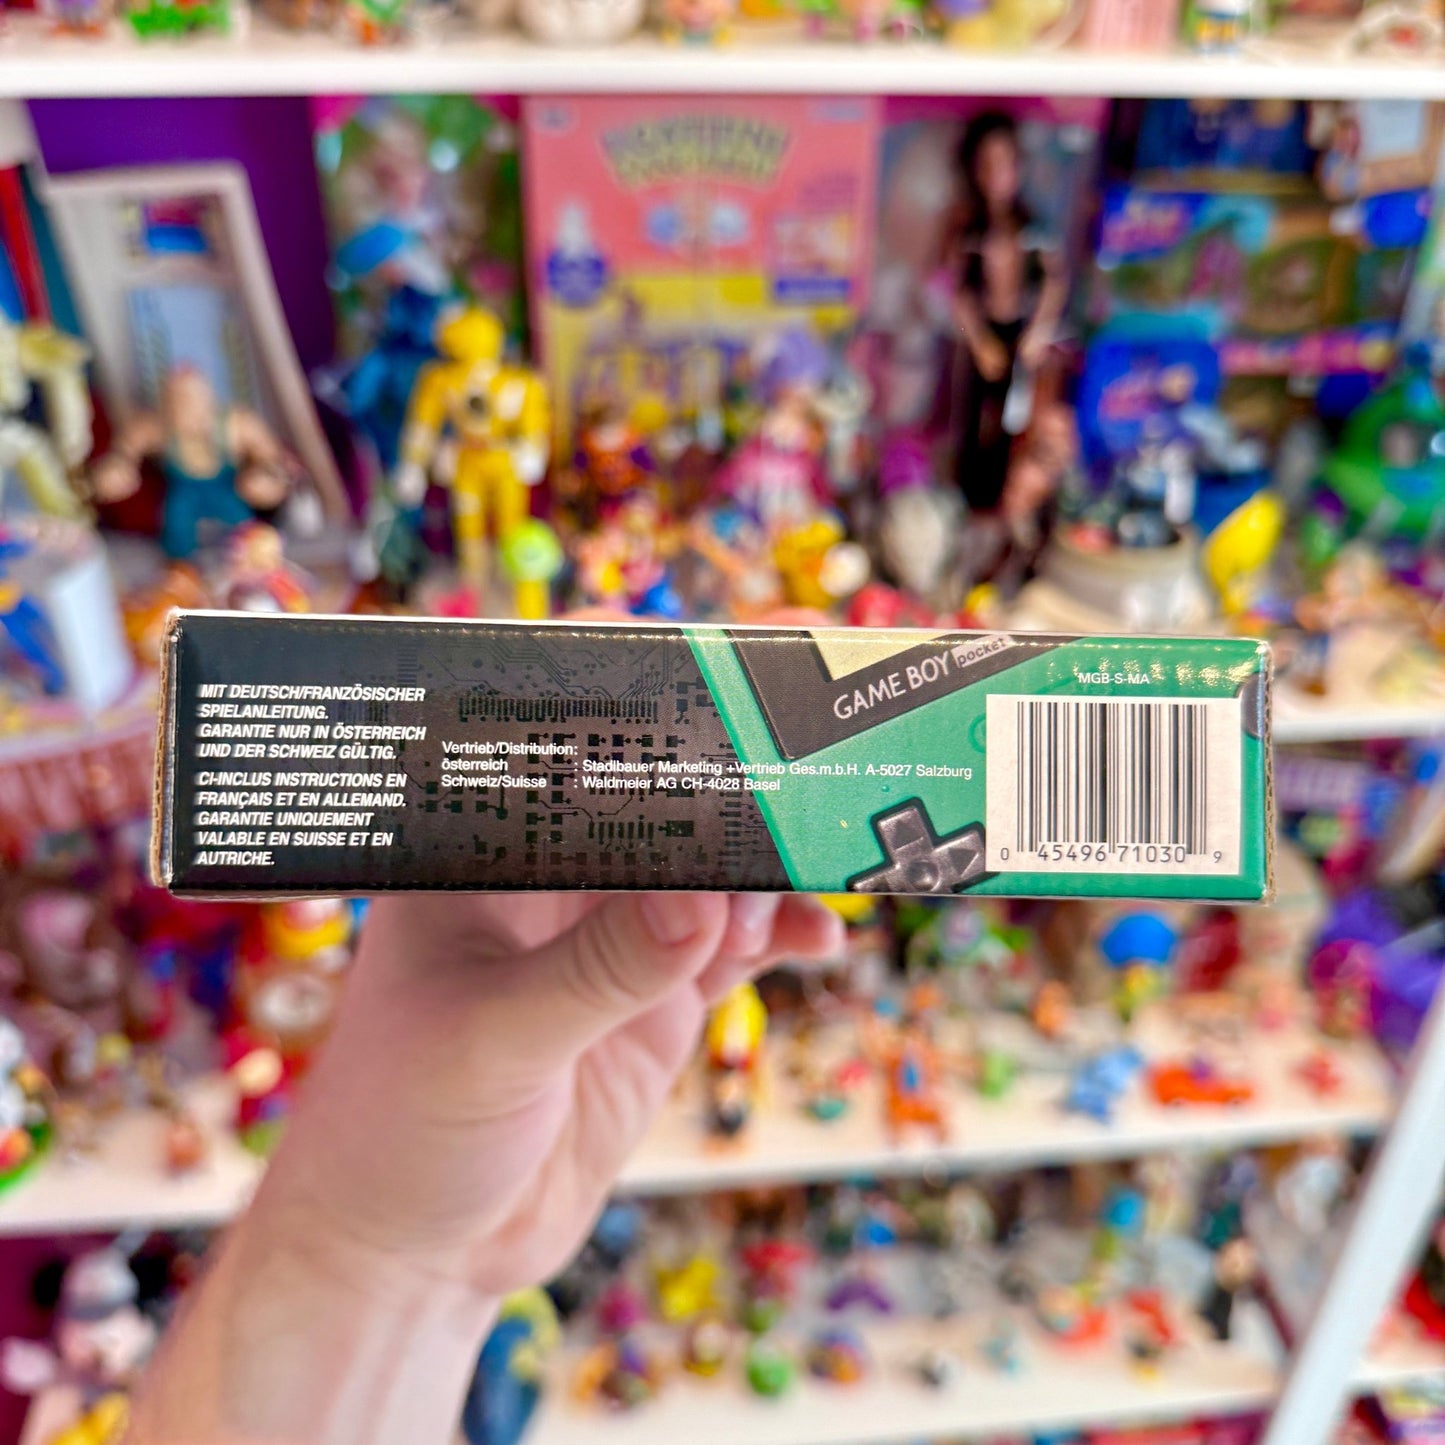 MIT DEUTSCH/FRANZÖSISCHER
SPIELANLEITUNG.
GARANTIE NUR IN ÖSTERREICH
UND DER SCHWEIZ GÜLTIG.
CI-INCLUS INSTRUCTIONS EN
FRANÇAIS ET EN ALLEMAND.
GARANTIE UNIQUEMENT
VALABLE EN SUISSE ET EN
AUTRICHE.
Vertrieb/Distribution:
österreich : Stadlbauer Marketing +Vertrieb Ges.m.b.H. A-5027 Salzburg
Schweiz/Suisse : Waldmeier AG CH-4028 Basel
GAME BOY pocket
MGB-S-MA
0 45496 71030 9